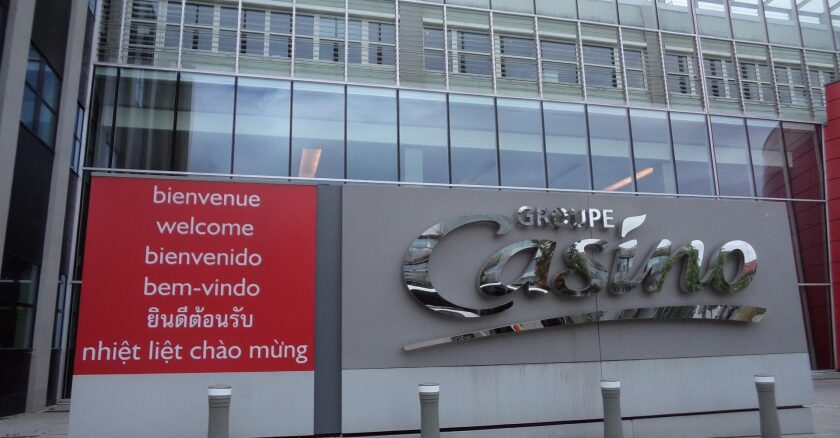 bienvenue
welcome
bienvenido
bem-vindo
ยินดีต้อนรับ
nhiệt liệt chào mừng
GROUPE
Casino